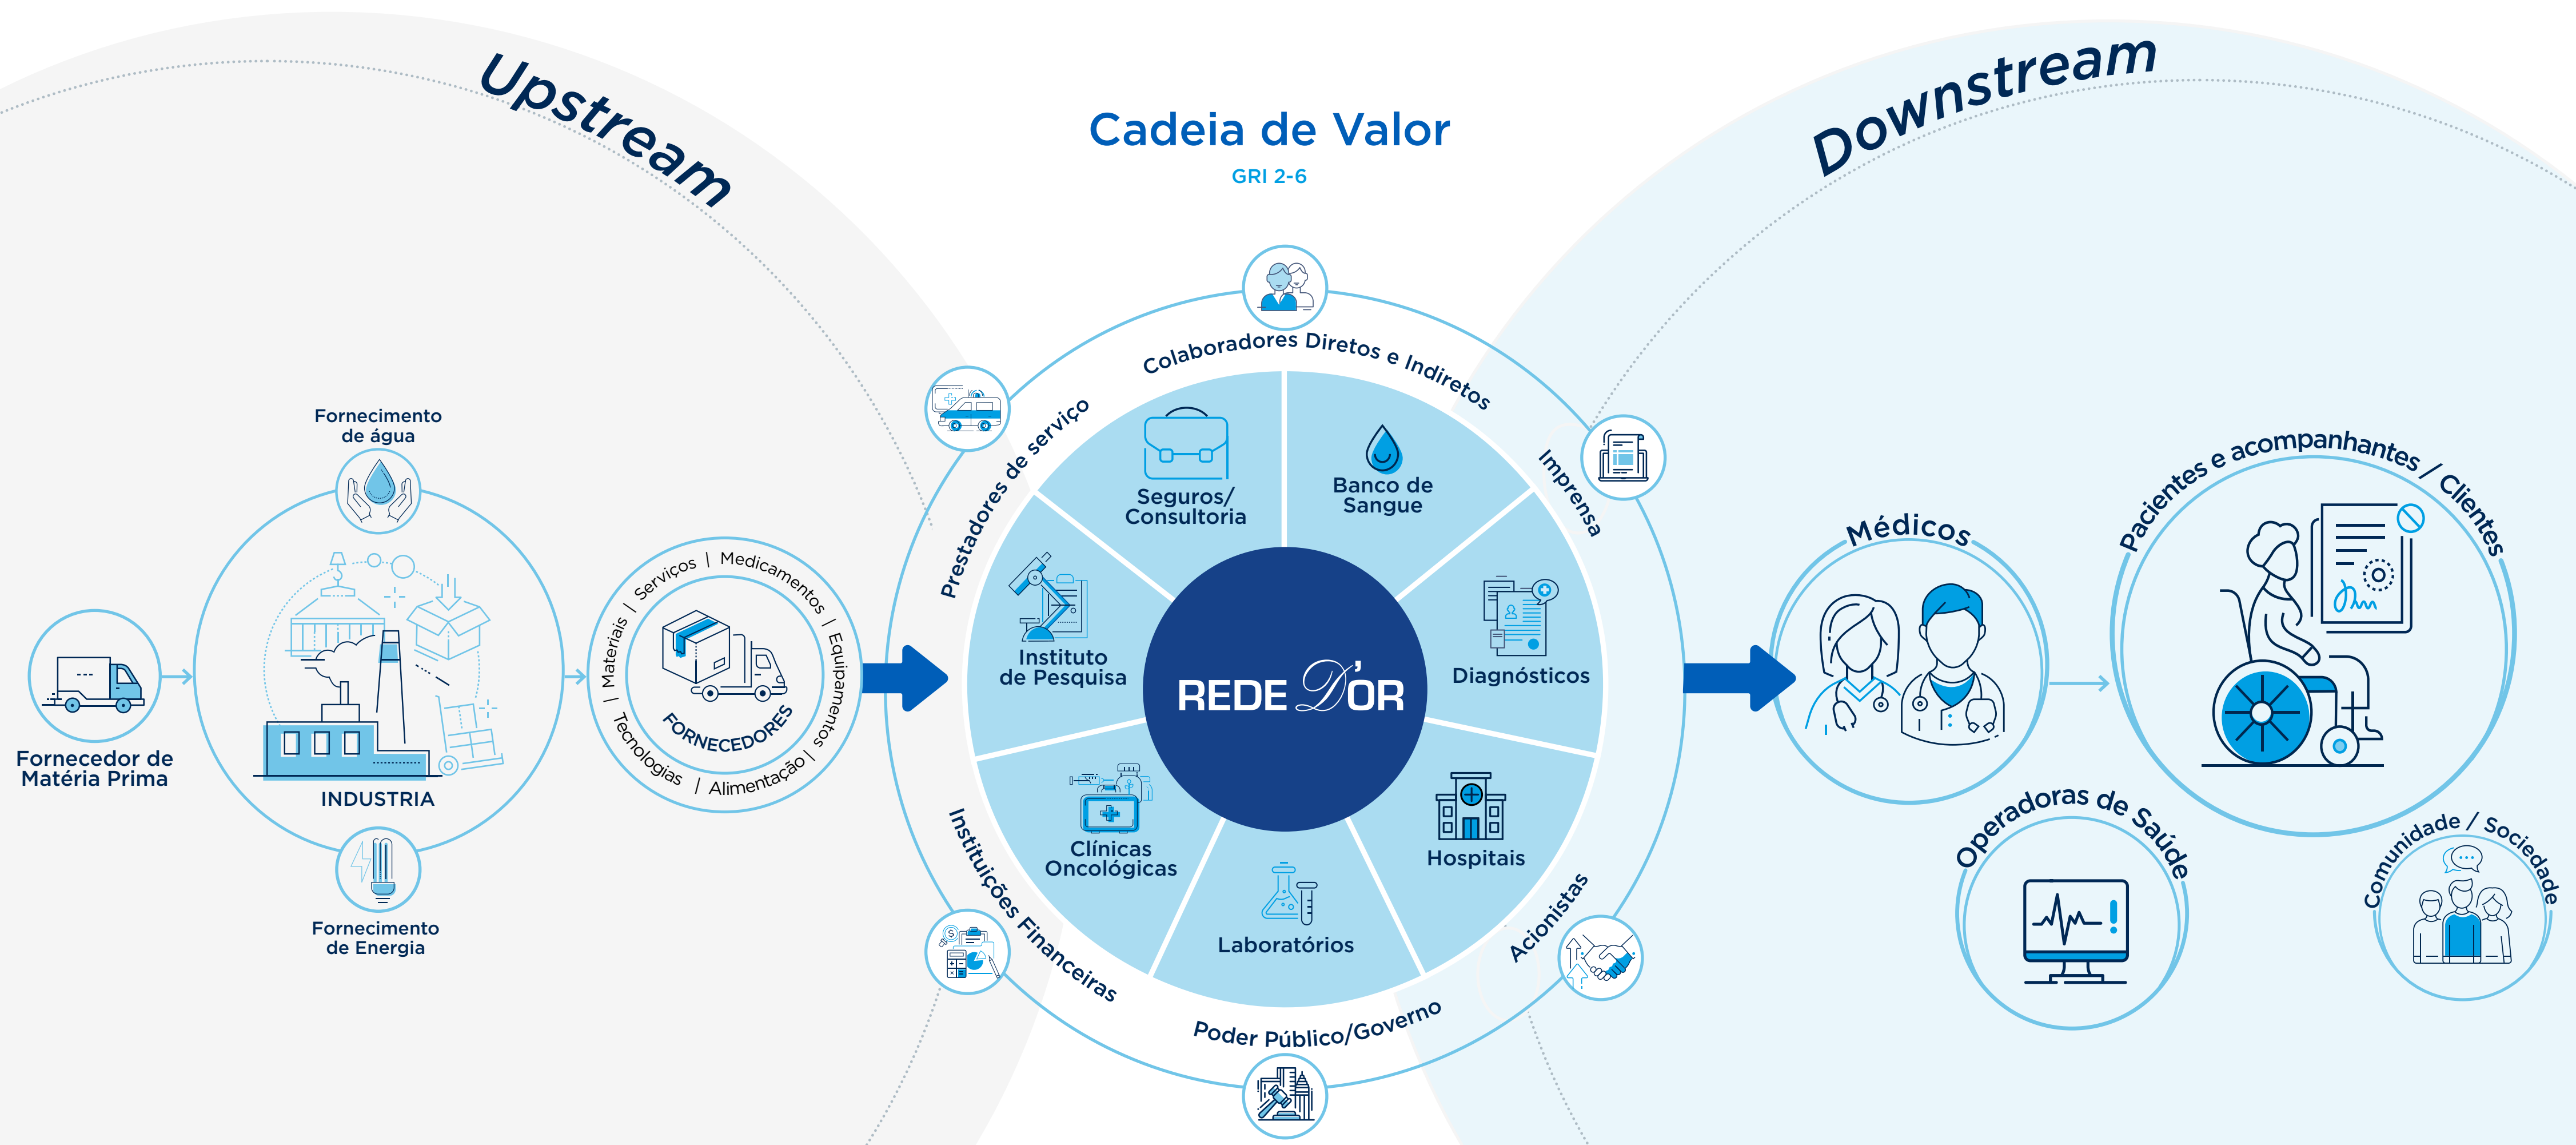 Upstream
Cadeia de Valor
GRI 2-6
Downstream
Fornecimento
de água
Fornecedor de
Matéria Prima
INDUSTRIA
Fornecimento
de Energia
Materiais | Serviços | Medicamentos | Equipamentos | Alimentação | Tecnologias |
FORNECEDORES
Colaboradores Diretos e Indiretos
Prestadores de serviço
Imprensa
Instituições Financeiras
Acionistas
Poder Público/Governo
Seguros/
Consultoria
Banco de
Sangue
Instituto
de Pesquisa
Diagnósticos
REDE D'OR
Clínicas
Oncológicas
Hospitais
Laboratórios
Médicos
Pacientes e acompanhantes / Clientes
Operadoras de Saúde
Comunidade / Sociedade